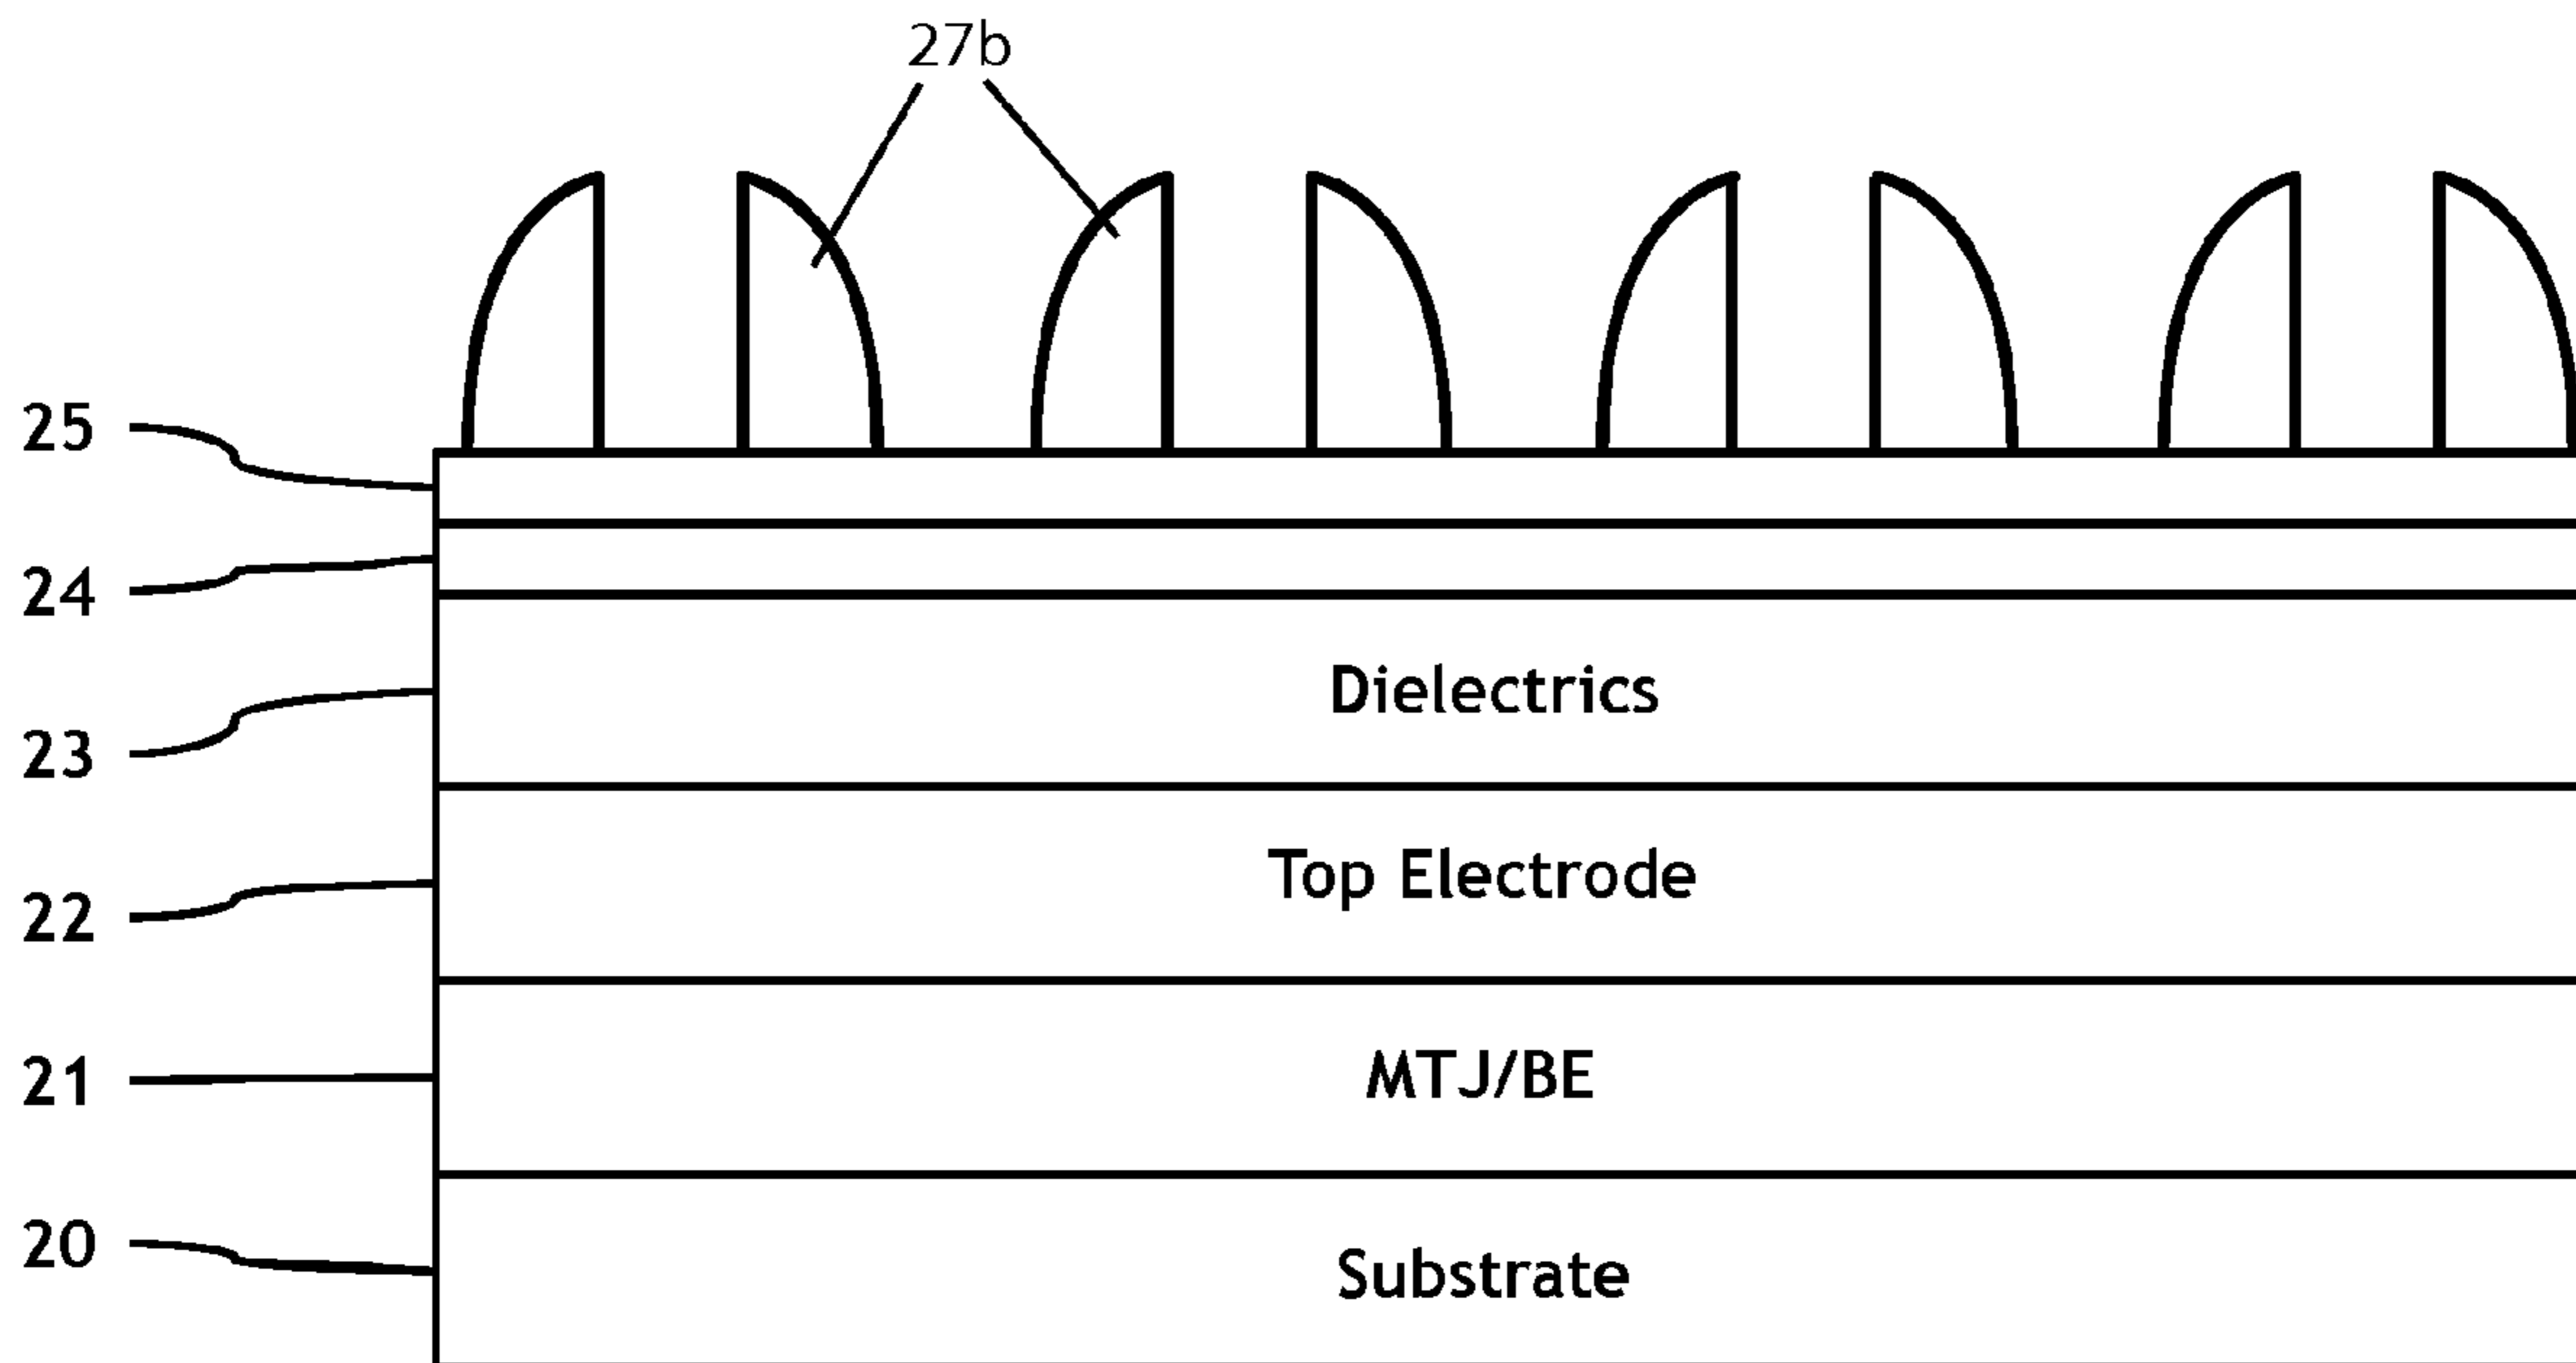 27b
25
24
23
Dielectrics
22
Top Electrode
21
MTJ/BE
20
Substrate